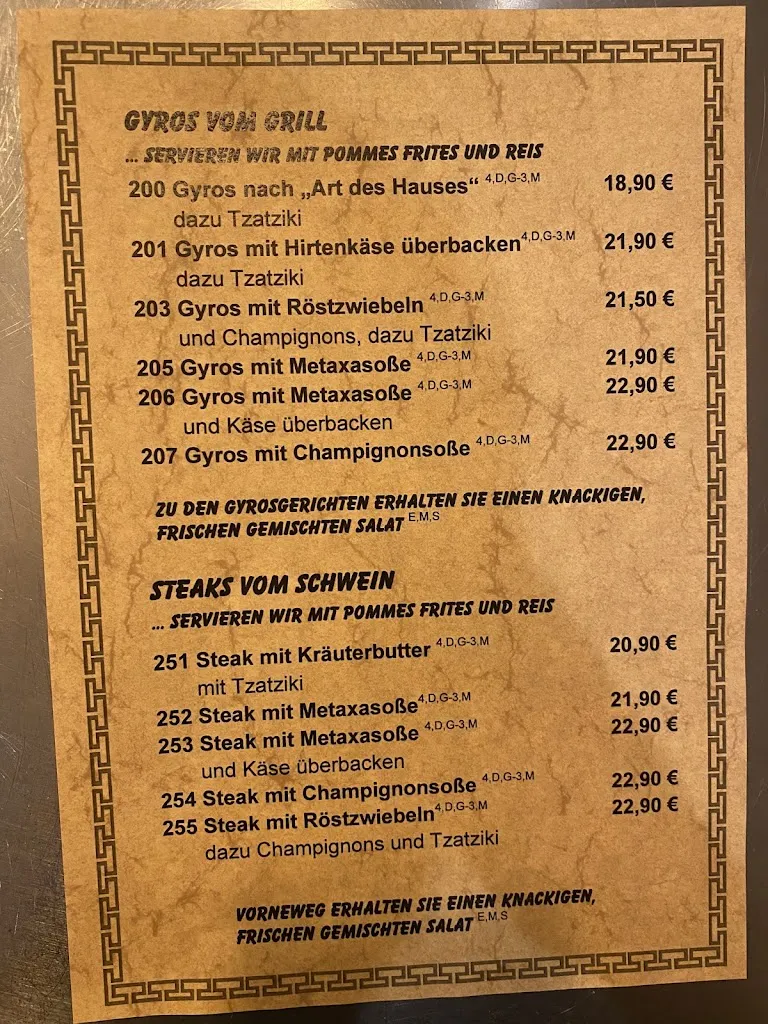 GYROS VOM GRILL
... SERVIEREN WIR MIT POMMES FRITES UND REIS
200 Gyros nach „Art des Hauses“ 4,D,G-3,M 18,90 €
dazu Tzatziki
201 Gyros mit Hirtenkäse überbacken 4,D,G-3,M 21,90 €
dazu Tzatziki
203 Gyros mit Röstzwiebeln 4,D,G-3,M 21,50 €
und Champignons, dazu Tzatziki
205 Gyros mit Metaxasoße 4,D,G-3,M 21,90 €
206 Gyros mit Metaxasoße 4,D,G-3,M 22,90 €
und Käse überbacken
207 Gyros mit Champignonsoße 4,D,G-3,M 22,90 €
ZU DEN GYROSGERICHTEN ERHALTEN SIE EINEN KNACKIGEN,
FRISCHEN GEMISCHTEN SALAT E,M,S
STEAKS VOM SCHWEIN
... SERVIEREN WIR MIT POMMES FRITES UND REIS
251 Steak mit Kräuterbutter 4,D,G-3,M 20,90 €
mit Tzatziki
252 Steak mit Metaxasoße 4,D,G-3,M 21,90 €
253 Steak mit Metaxasoße 4,D,G-3,M 22,90 €
und Käse überbacken
254 Steak mit Champignonsoße 4,D,G-3,M 22,90 €
255 Steak mit Röstzwiebeln 4,D,G-3,M 22,90 €
dazu Champignons und Tzatziki
VORNEWEG ERHALTEN SIE EINEN KNACKIGEN,
FRISCHEN GEMISCHTEN SALAT E,M,S